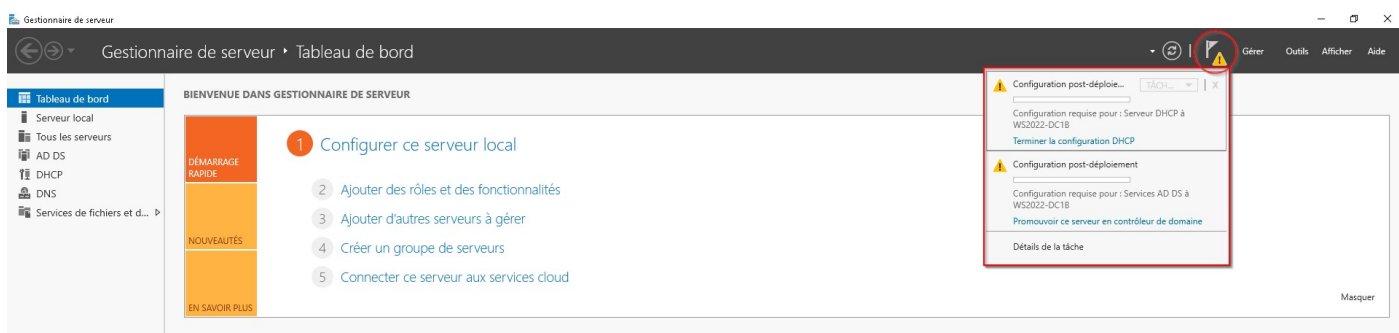 Gestionnaire de serveur
Gestionnaire de serveur • Tableau de bord
Gérer Outils Afficher Aide
Tableau de bord
Serveur local
Tous les serveurs
AD DS
DHCP
DNS
Services de fichiers et d...
BIENVENUE DANS GESTIONNAIRE DE SERVEUR
DÉMARRAGE
RAPIDE
NOUVEAUTÉS
EN SAVOIR PLUS
1 Configurer ce serveur local
2 Ajouter des rôles et des fonctionnalités
3 Ajouter d'autres serveurs à gérer
4 Créer un groupe de serveurs
5 Connecter ce serveur aux services cloud
Configuration post-déploie... TÂCH... X
Configuration requise pour : Serveur DHCP à
WS2022-DC18
Terminer la configuration DHCP
Configuration post-déploiement
Configuration requise pour : Services AD DS à
WS2022-DC18
Promouvoir ce serveur en contrôleur de domaine
Détails de la tâche
Masquer